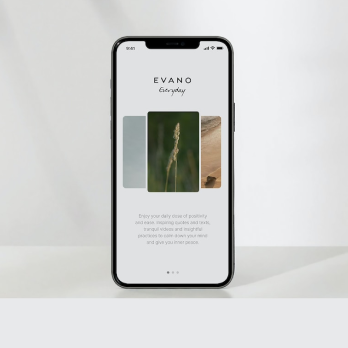 9:41
EVANO
Everyday
Enjoy your daily dose of positivity
and ease. Inspiring quotes and texts,
tranquil videos and
practices to calm down your mind
and give you inner peace.